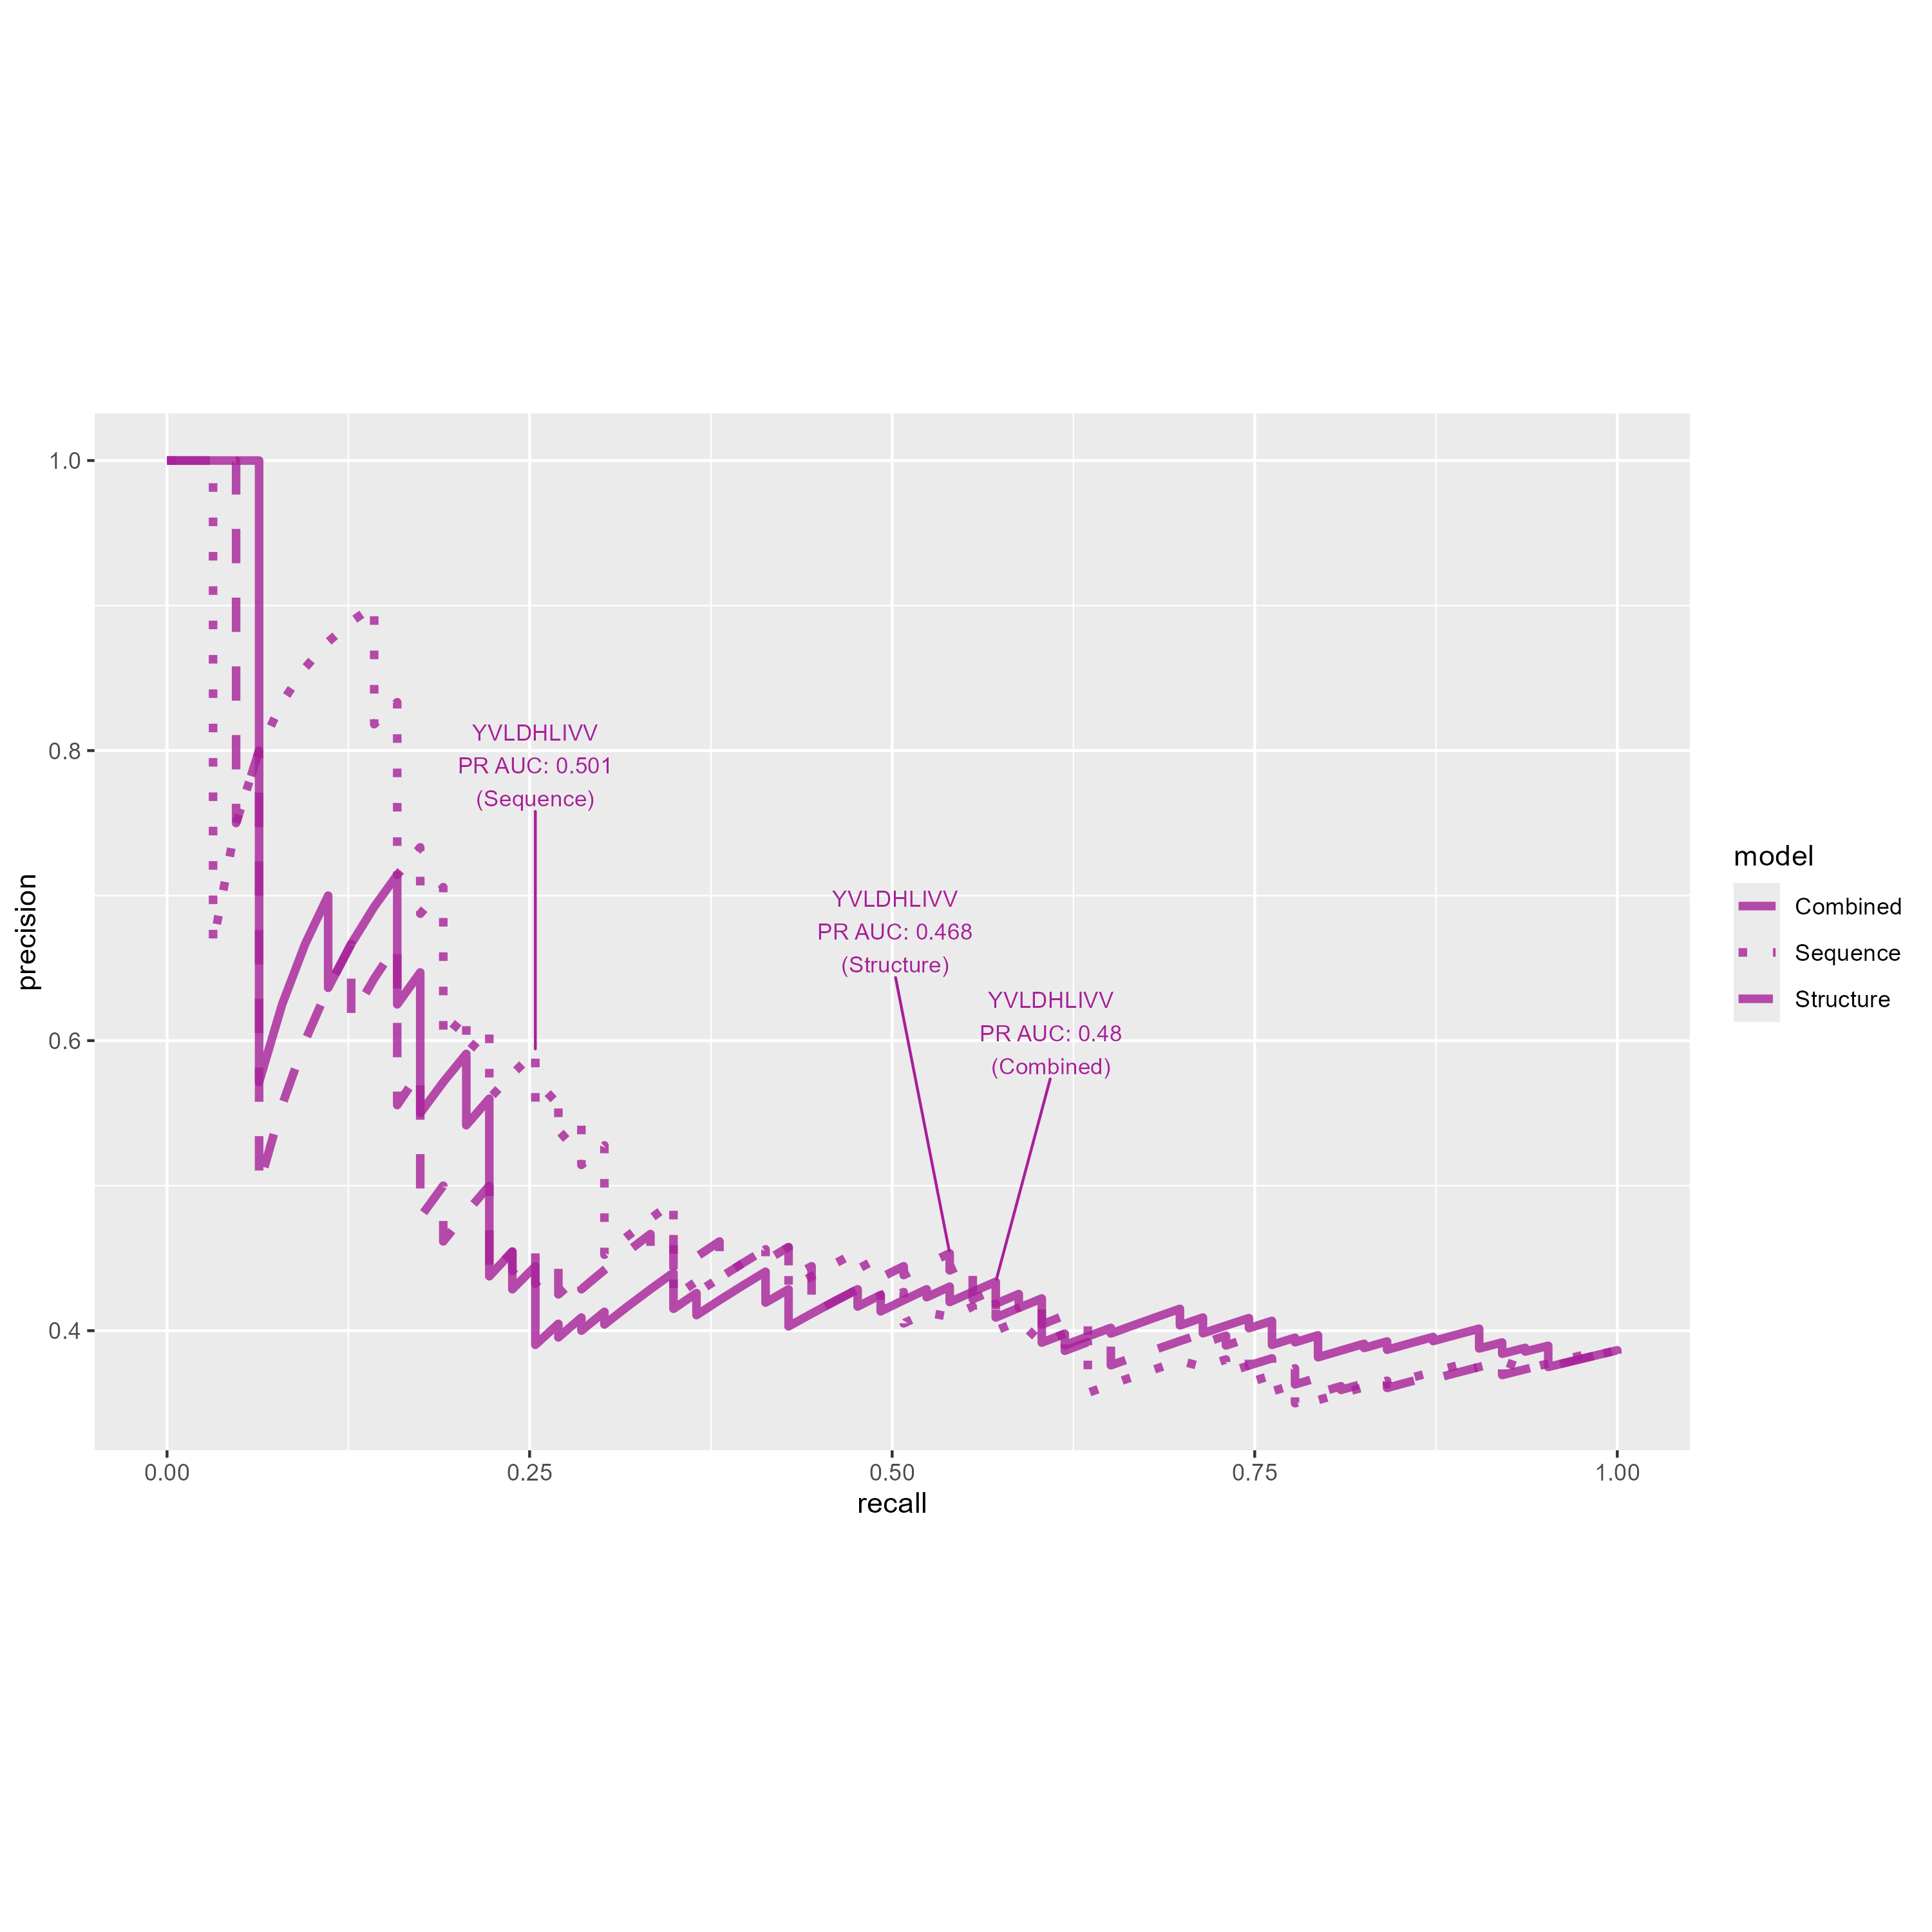 1.0
0.8
0.6
0.4
precision
YVLDHLIVV
PR AUC: 0.501
(Sequence)
YVLDHLIVV
PR AUC: 0.468
(Structure)
YVLDHLIVV
PR AUC: 0.48
(Combined)
0.00
0.25
0.50
0.75
1.00
recall
model
Combined
Sequence
Structure